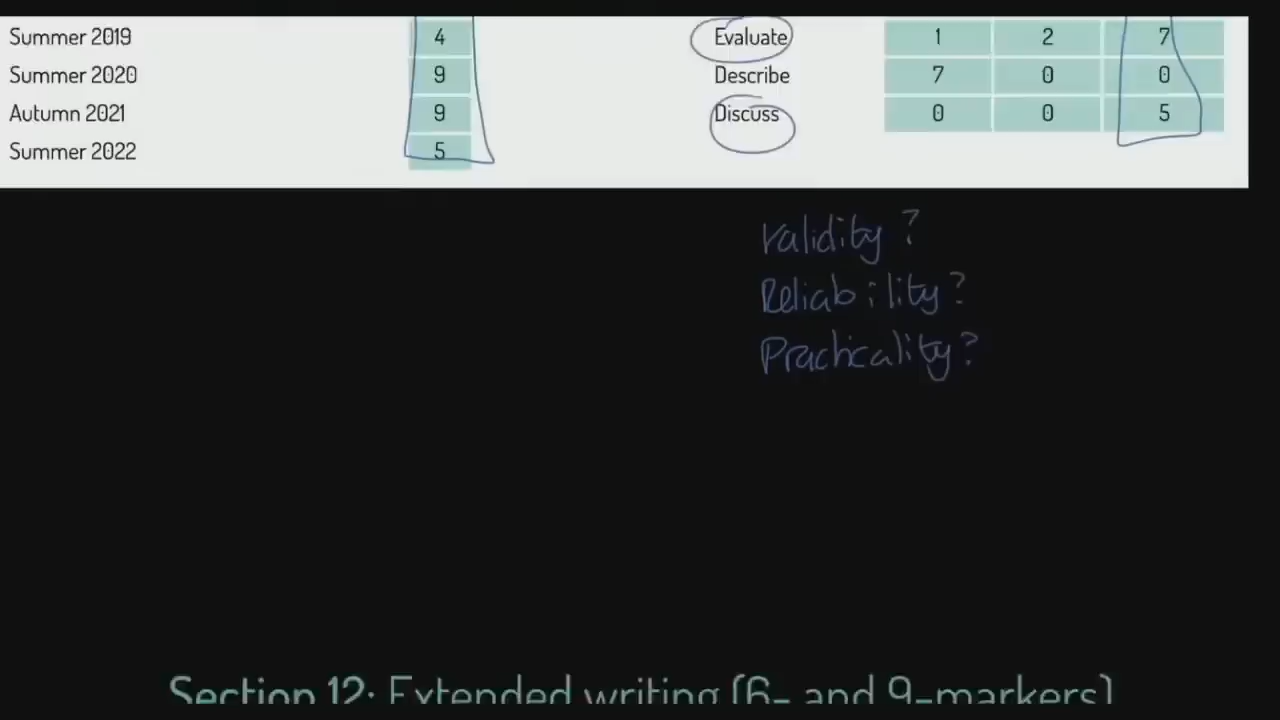 Summer 2019 4 Evaluate 1 2 7
Summer 2020 9 Describe 7 0 0
Autumn 2021 9 Discuss 0 0 5
Summer 2022 5
Validity?
Reliability?
Practicality?
Section 12: Extended writing (6- and 9-markers)